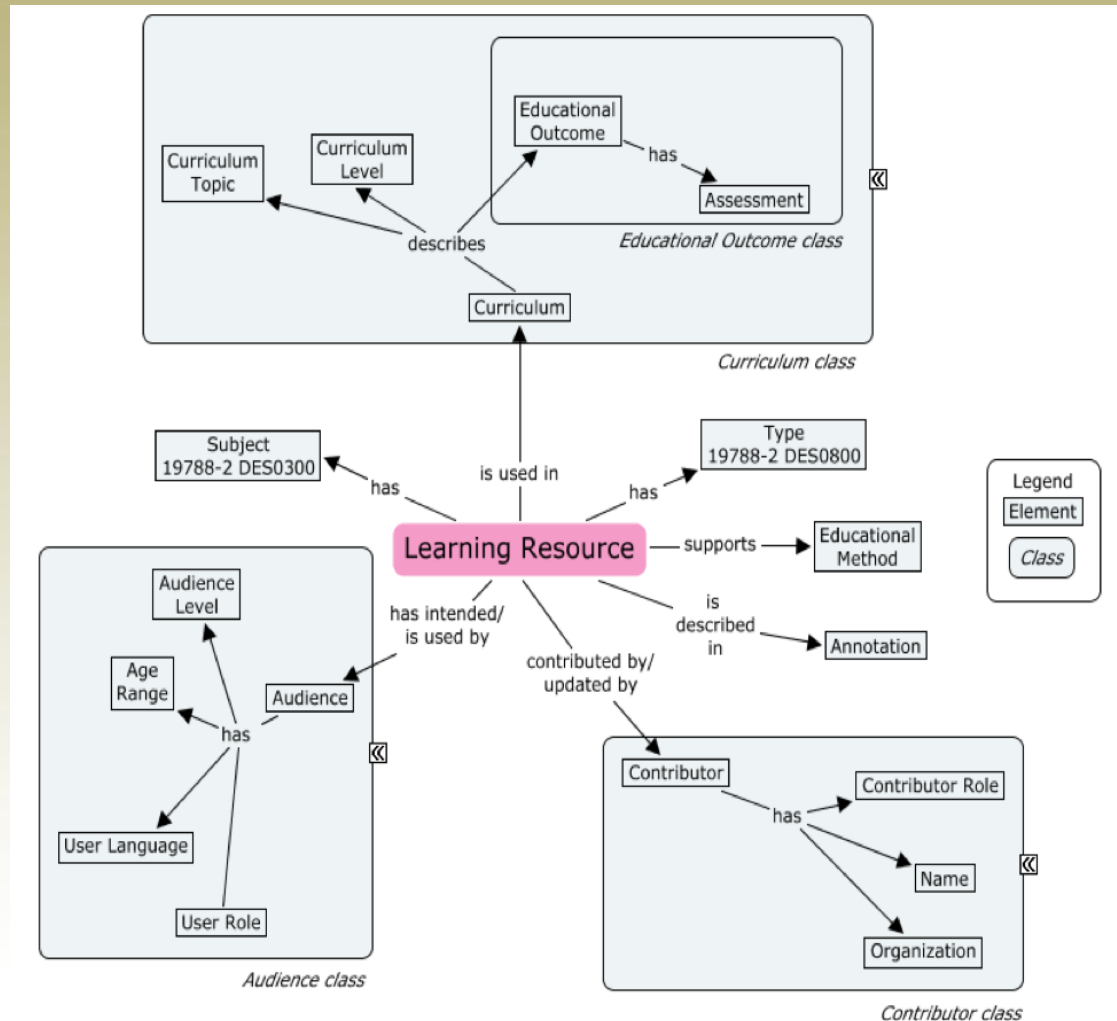 Educational
Outcome
has
Assessment
Educational Outcome class
Curriculum
Level
Curriculum
Topic
describes
Curriculum
Curriculum class
Subject
19788-2 DES0300
has
is used in
Type
19788-2 DES0800
has
Learning Resource
supports
Educational
Method
is
described
in
Annotation
Legend
Element
Class
has intended/
is used by
contributed by/
updated by
Audience
Level
Age
Range
Audience
has
User Language
User Role
Audience class
Contributor
has
Contributor Role
Name
Organization
Contributor class